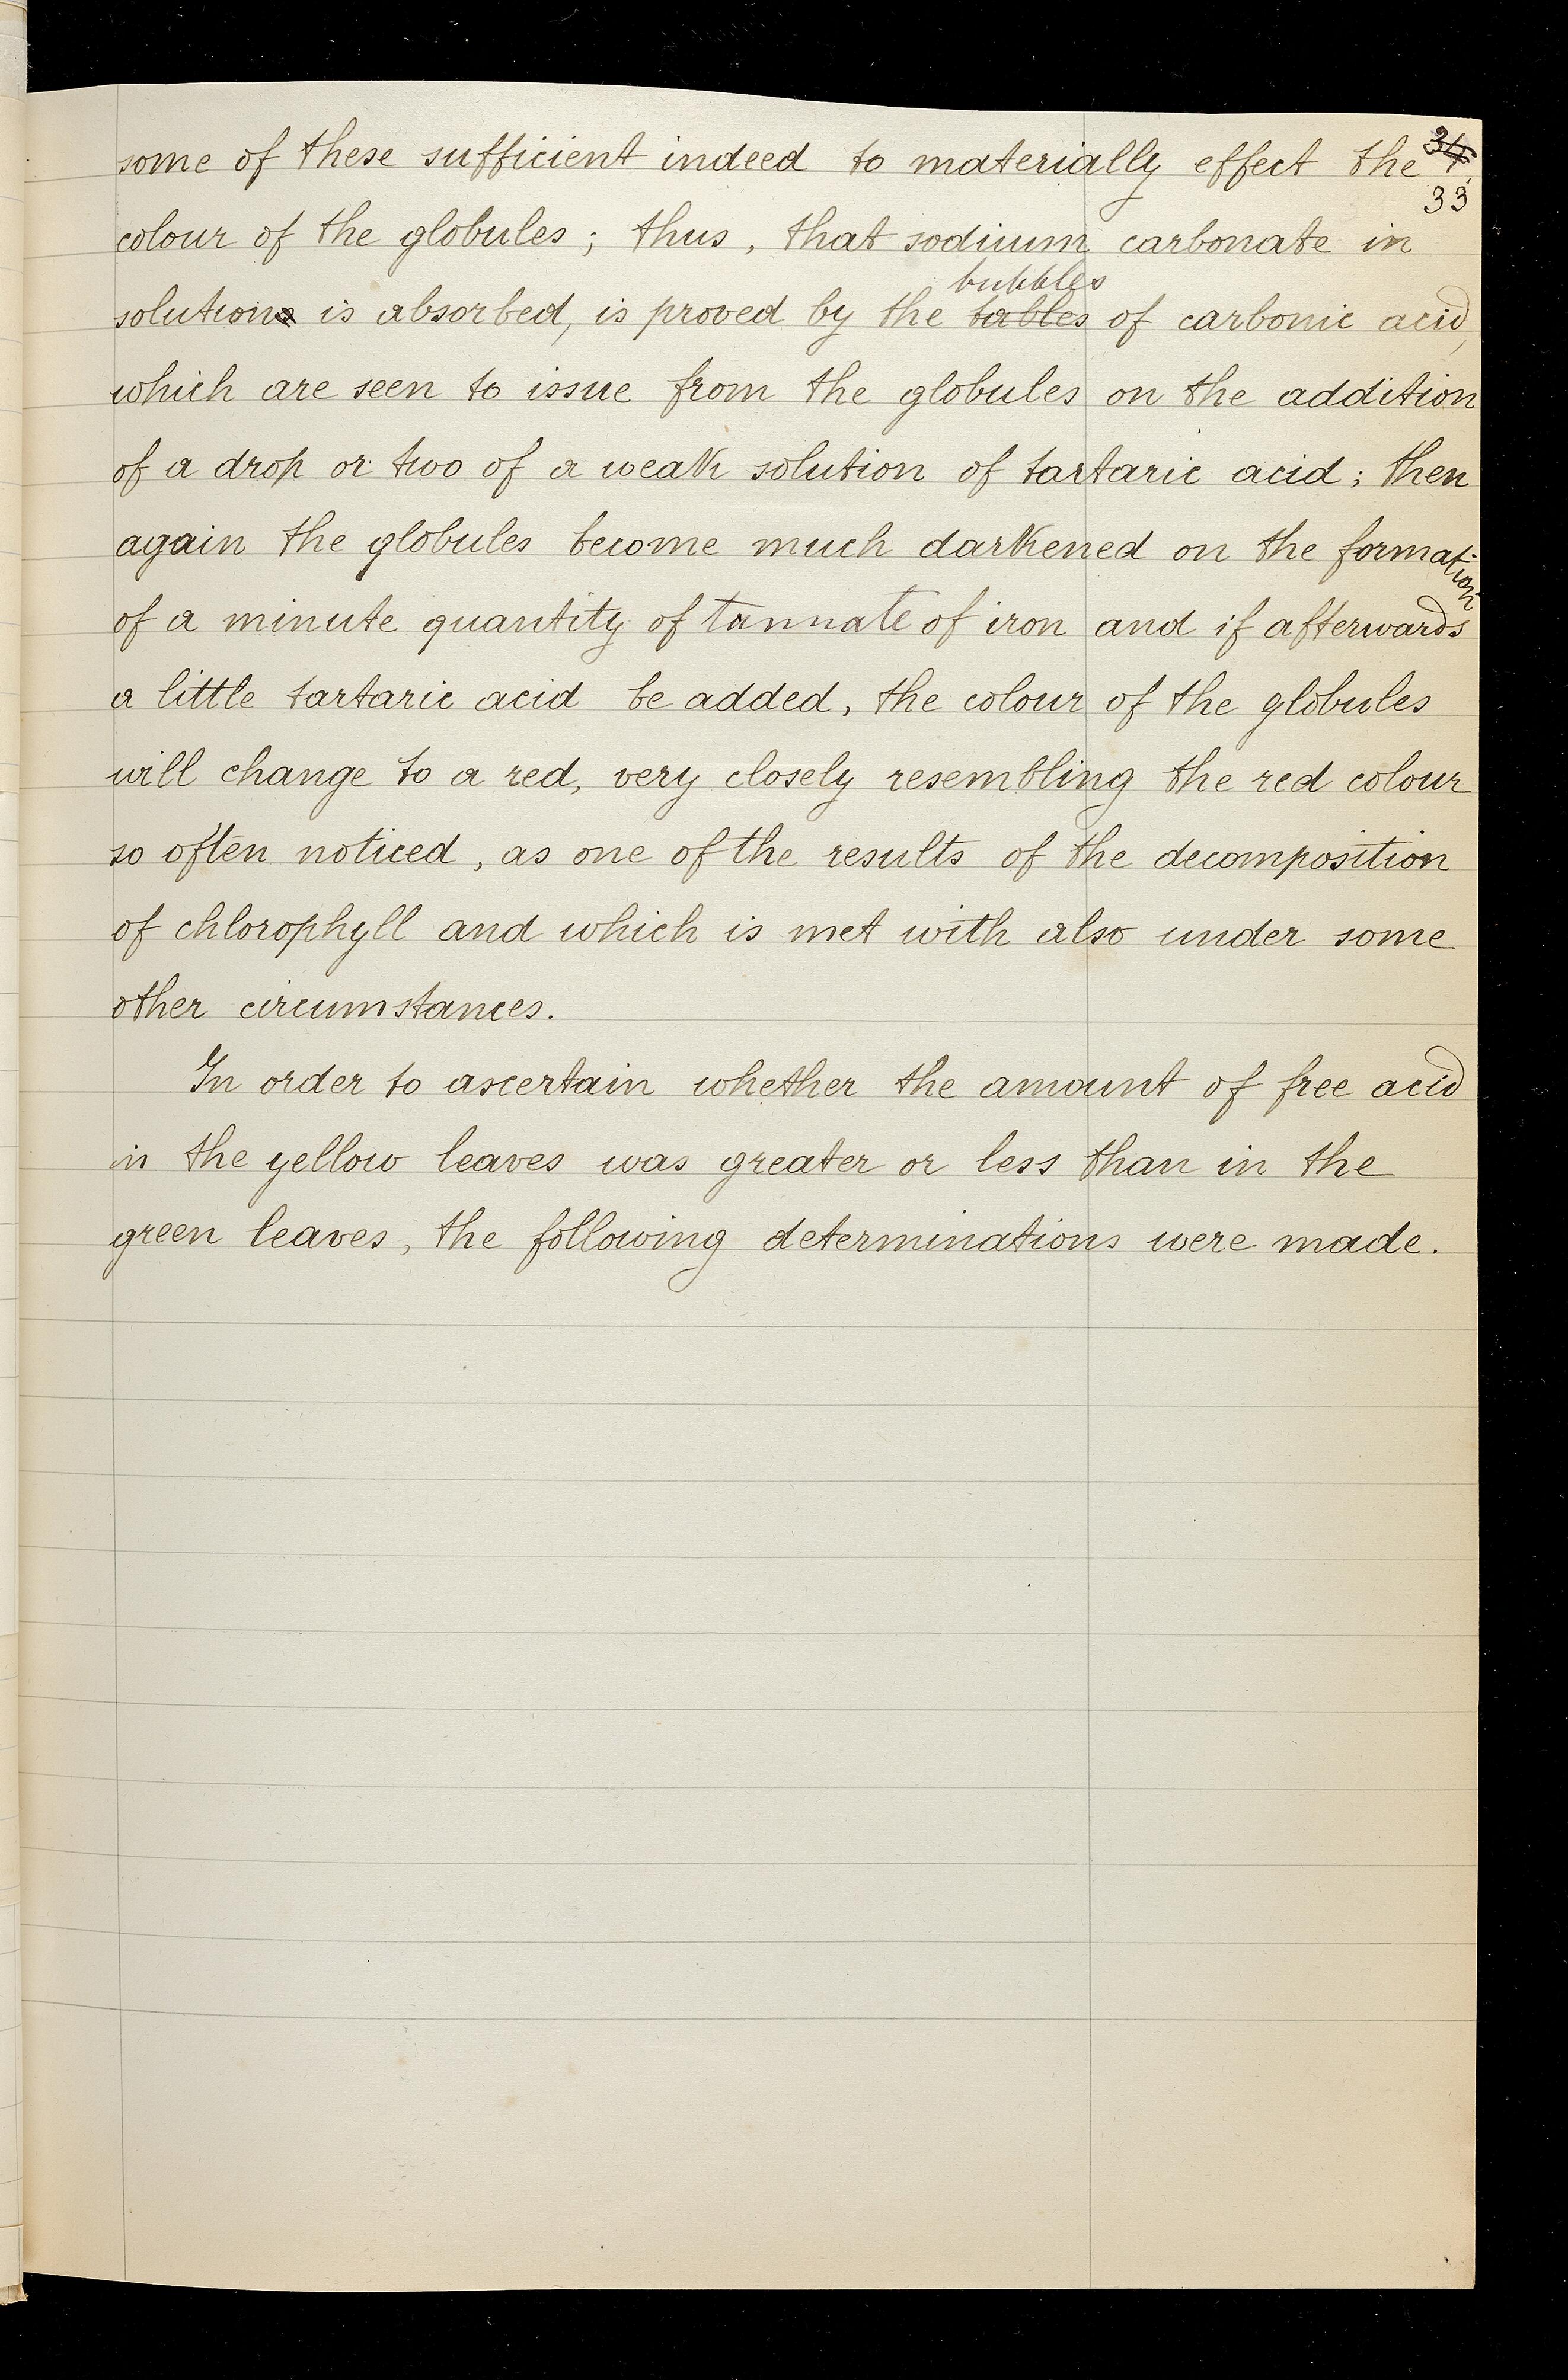 some of these sufficient indeed to materially effect the 34
33
colour of the globules ; thus , that sodium carbonate in
bubbles
solutions is absorbed, is proved by the tables of carbonic acid,
which are seen to issue from the globules on the addition
of a drop or two of a weak solution of tartaric acid ; then
again the globules become much darkened on the formation
of a minute quantity of tannate of iron and if afterwards
a little tartaric acid be added, the colour of the globules
will change to a red, very closely resembling the red colour
so often noticed , as one of the results of the decomposition
of chlorophyll and which is met with also under some
other circumstances.
In order to ascertain whether the amount of free acid
in the yellow leaves was greater or less than in the
green leaves, the following determinations were made.